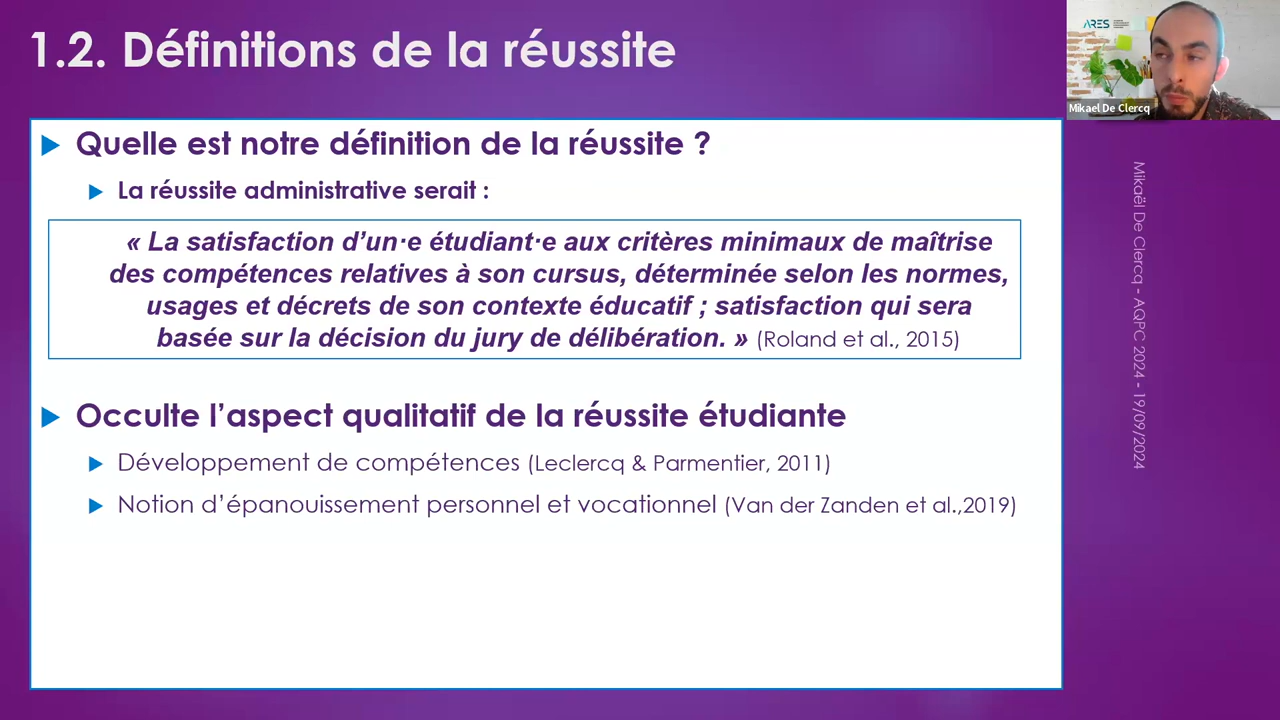 1.2. Définitions de la réussite
ARES
Mikael De Clercq
Quelle est notre définition de la réussite ?
La réussite administrative serait :
« La satisfaction d’un·e étudiant·e aux critères minimaux de maîtrise
des compétences relatives à son cursus, déterminée selon les normes,
usages et décrets de son contexte éducatif ; satisfaction qui sera
basée sur la décision du jury de délibération. » (Roland et al., 2015)
Occulte l’aspect qualitatif de la réussite étudiante
Développement de compétences (Leclercq & Parmentier, 2011)
Notion d’épanouissement personnel et vocationnel (Van der Zanden et al.,2019)
Mikaël De Clercq - AQPC 2024 - 19/09/2024